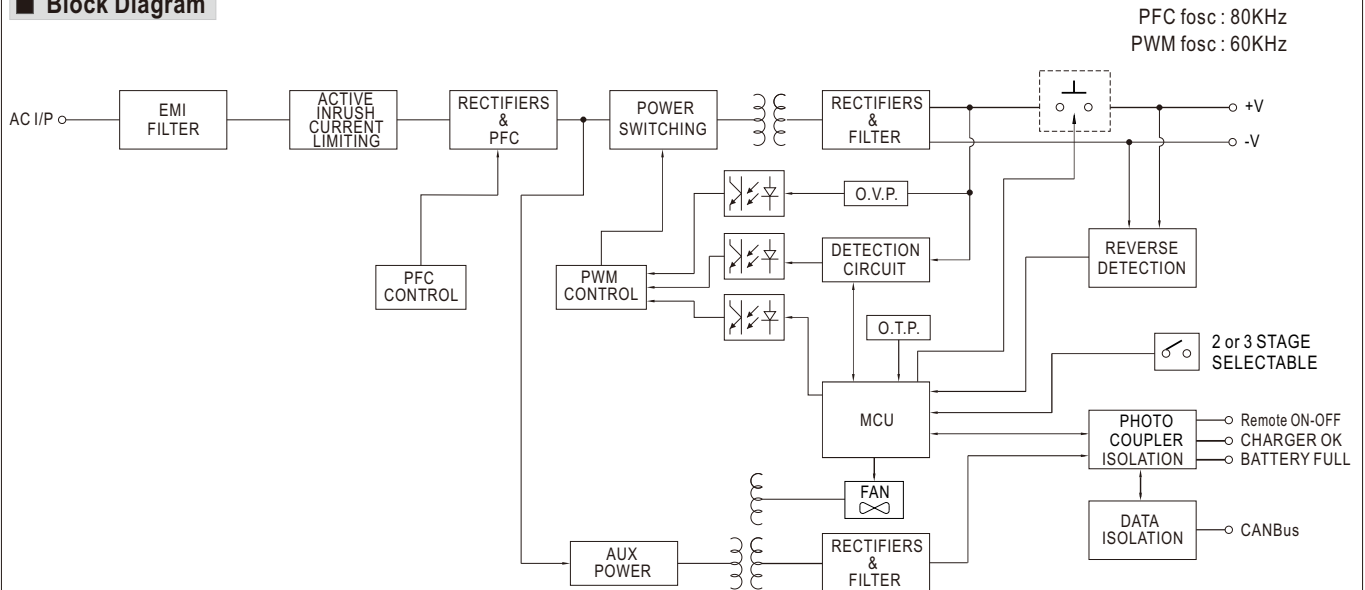 ■ Block Diagram
PFC fosc : 80KHz
PWM fosc : 60KHz
AC I/P
EMI
FILTER
ACTIVE
INRUSH
CURRENT
LIMITING
RECTIFIERS
&
PFC
POWER
SWITCHING
RECTIFIERS
&
FILTER
+V
-V
O.V.P.
PFC
CONTROL
PWM
CONTROL
DETECTION
CIRCUIT
REVERSE
DETECTION
O.T.P.
2 or 3 STAGE
SELECTABLE
MCU
PHOTO
COUPLER
ISOLATION
Remote ON-OFF
CHARGER OK
BATTERY FULL
FAN
DATA
ISOLATION
CANBus
AUX
POWER
RECTIFIERS
&
FILTER